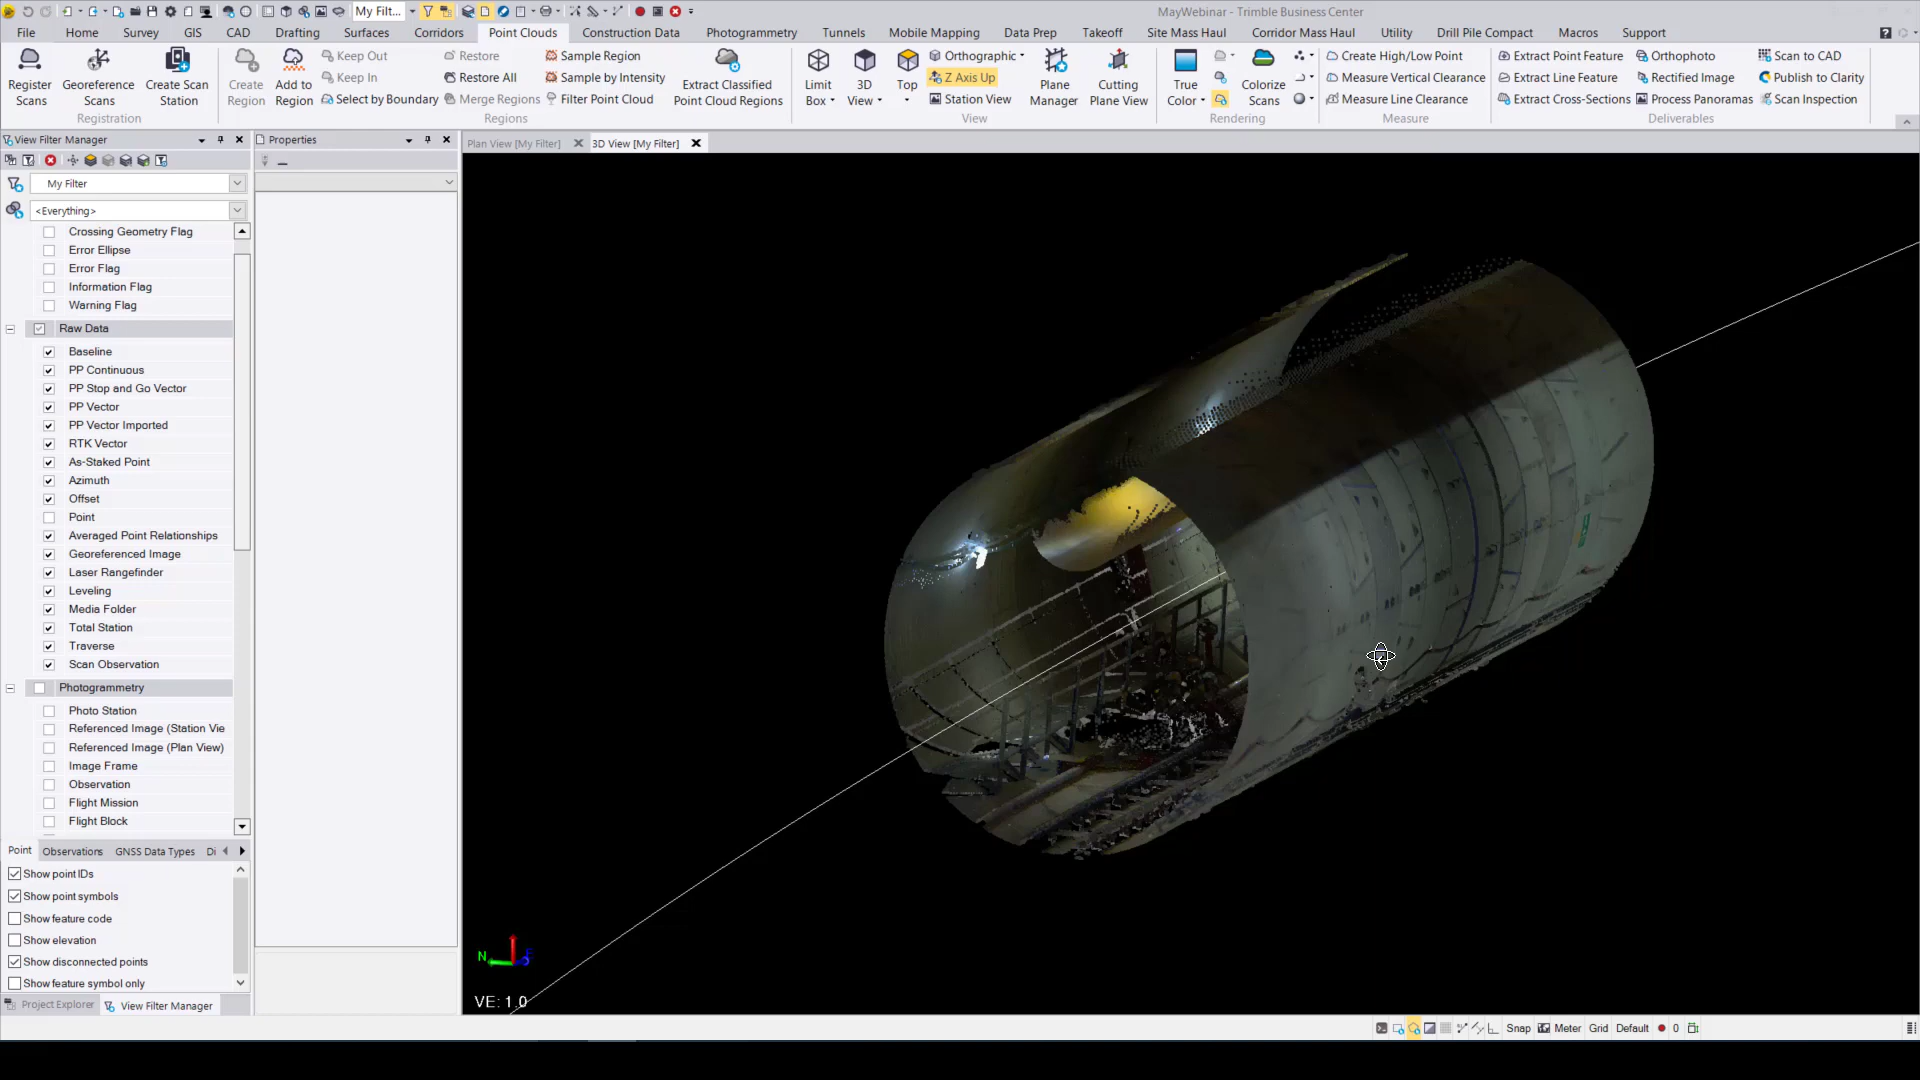 My Filt...
MayWebinar - Trimble Business Center
File Home Survey GIS CAD Drafting Surfaces Corridors Point Clouds Construction Data Photogrammetry Tunnels Mobile Mapping Data Prep Takeoff Site Mass Haul Corridor Mass Haul Utility Drill Pile Compact Macros Support
Register Scans
Georeference Scans
Create Scan Station
Registration
Create Region
Add to Region
Keep Out
Keep In
Select by Boundary
Restore
Restore All
Merge Regions
Sample Region
Sample by Intensity
Filter Point Cloud
Extract Classified Point Cloud Regions
Regions
Limit Box
3D View
Top
Orthographic
Z Axis Up
Station View
Plane Manager
Cutting Plane View
View
True Color
Colorize Scans
Rendering
Create High/Low Point
Measure Vertical Clearance
Measure Line Clearance
Measure
Extract Point Feature
Extract Line Feature
Extract Cross-Sections
Orthophoto
Rectified Image
Process Panoramas
Scan to CAD
Publish to Clarity
Scan Inspection
Deliverables
View Filter Manager
My Filter
<Everything>
Crossing Geometry Flag
Error Ellipse
Error Flag
Information Flag
Warning Flag
Raw Data
Baseline
PP Continuous
PP Stop and Go Vector
PP Vector
PP Vector Imported
RTK Vector
As-Staked Point
Azimuth
Offset
Point
Averaged Point Relationships
Georeferenced Image
Laser Rangefinder
Leveling
Media Folder
Total Station
Traverse
Scan Observation
Photogrammetry
Photo Station
Referenced Image (Station Vie
Referenced Image (Plan View)
Image Frame
Observation
Flight Mission
Flight Block
Point Observations GNSS Data Types Di
Show point IDs
Show point symbols
Show feature code
Show elevation
Show disconnected points
Show feature symbol only
Project Explorer View Filter Manager
Properties
Plan View [My Filter] 3D View [My Filter]
N
E
VE: 1.0
Snap Meter Grid Default 0